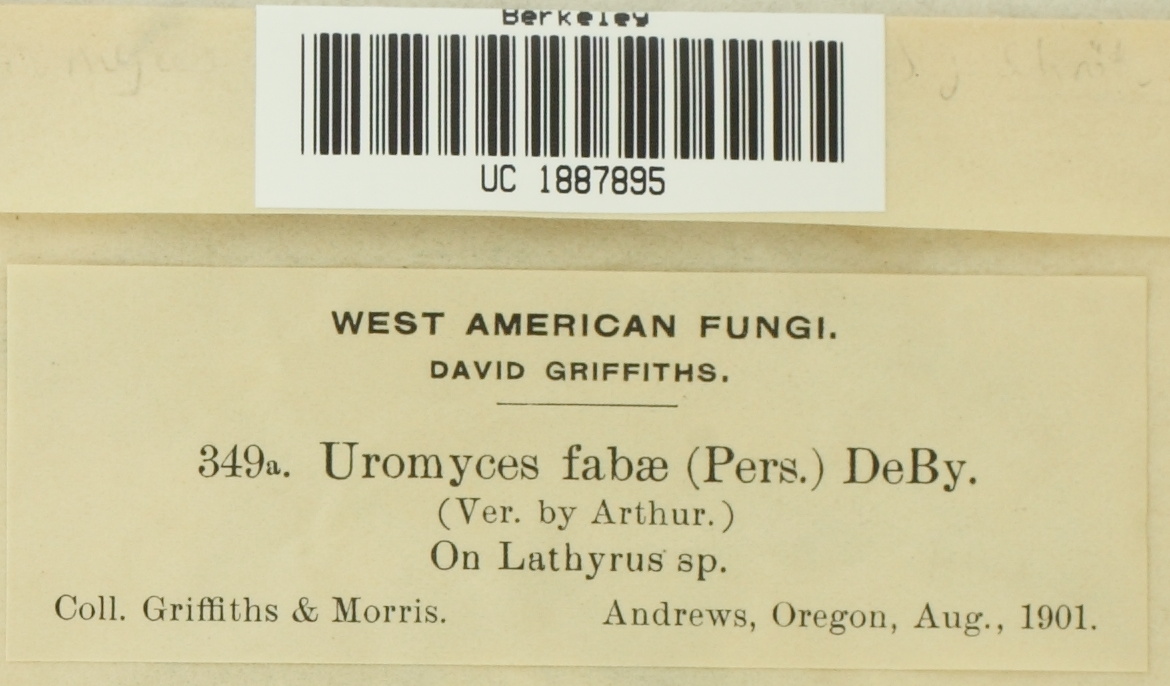 Berkeley
UC 1887895
WEST AMERICAN FUNGI.
DAVID GRIFFITHS.
349a. Uromyces fabæ (Pers.) DeBy.
(Ver. by Arthur.)
On Lathyrus sp.
Coll. Griffiths & Morris. Andrews, Oregon, Aug., 1901.